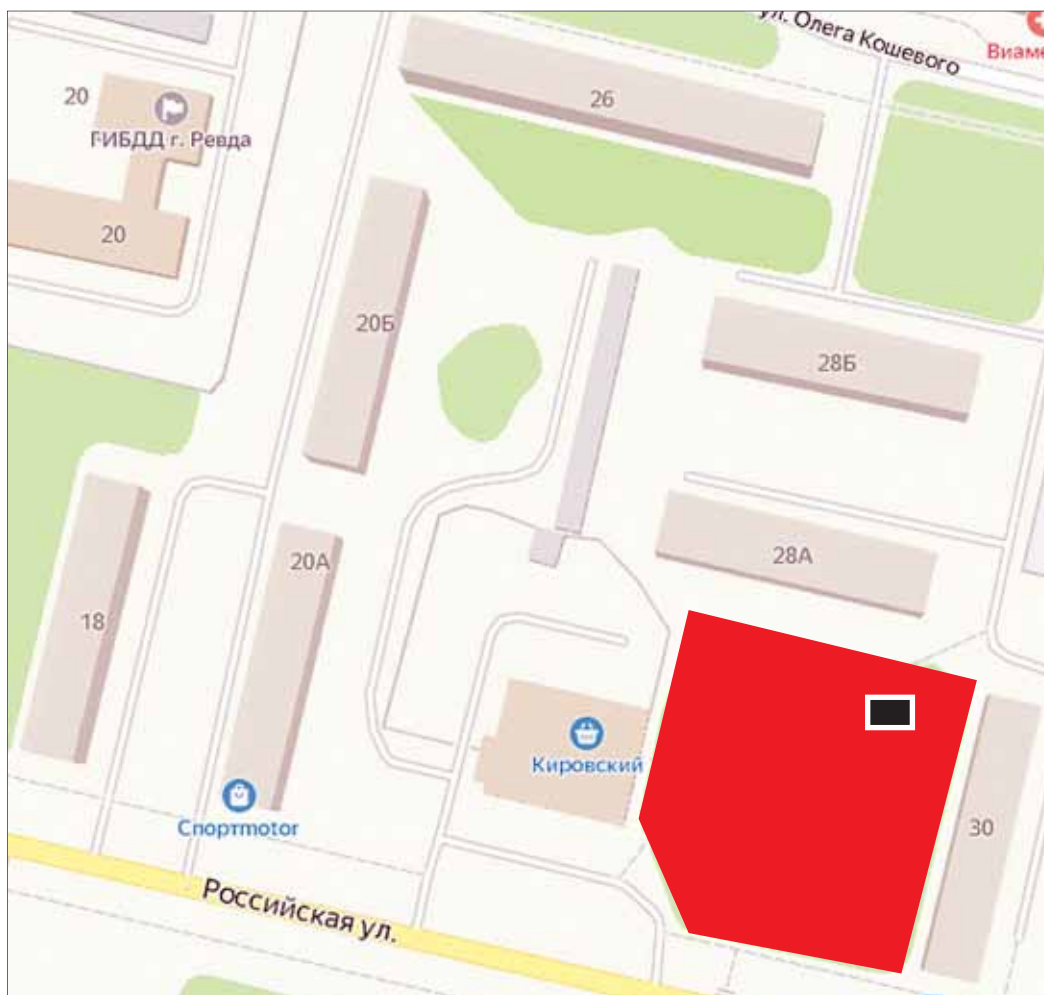 ул. Олега Кошевого
Виаме
20
ГИБДД г. Ревда
26
20
20Б
28Б
28А
20А
18
Кировский
Спортmotor
30
Российская ул.